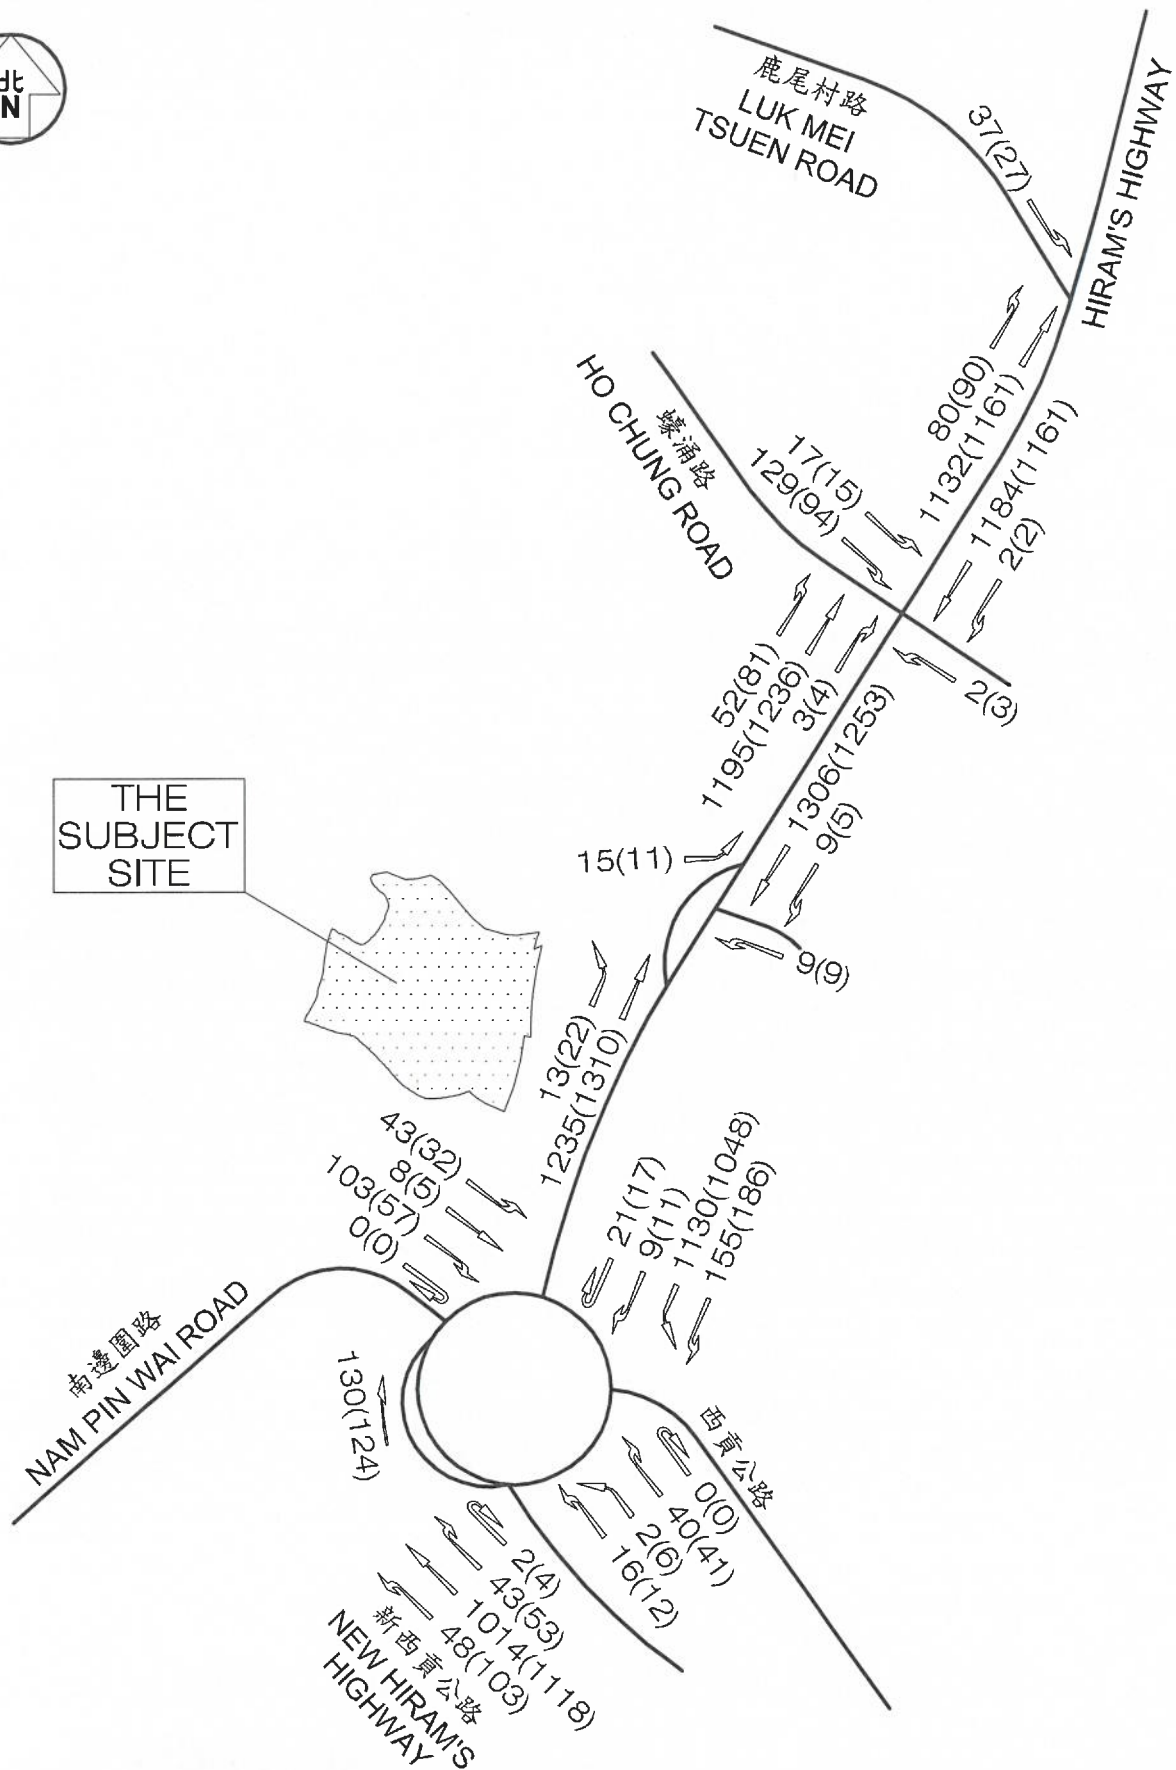 北
N
鹿尾村路
LUK MEI
TSUEN ROAD
37(27)
HIRAM'S HIGHWAY
80(90)
1132(1161)
1184(1161)
2(2)
蠔涌路
HO CHUNG ROAD
17(15)
129(94)
52(81)
1195(1236)
3(4)
2(3)
1306(1253)
9(5)
THE
SUBJECT
SITE
15(11)
9(9)
13(22)
1235(1310)
43(32)
8(5)
103(57)
0(0)
21(17)
9(11)
1130(1048)
155(186)
南邊圍路
NAM PIN WAI ROAD
130(124)
西貢公路
0(0)
40(41)
2(6)
16(12)
2(4)
43(53)
1014(1118)
48(103)
新西貢公路
NEW HIRAM'S
HIGHWAY